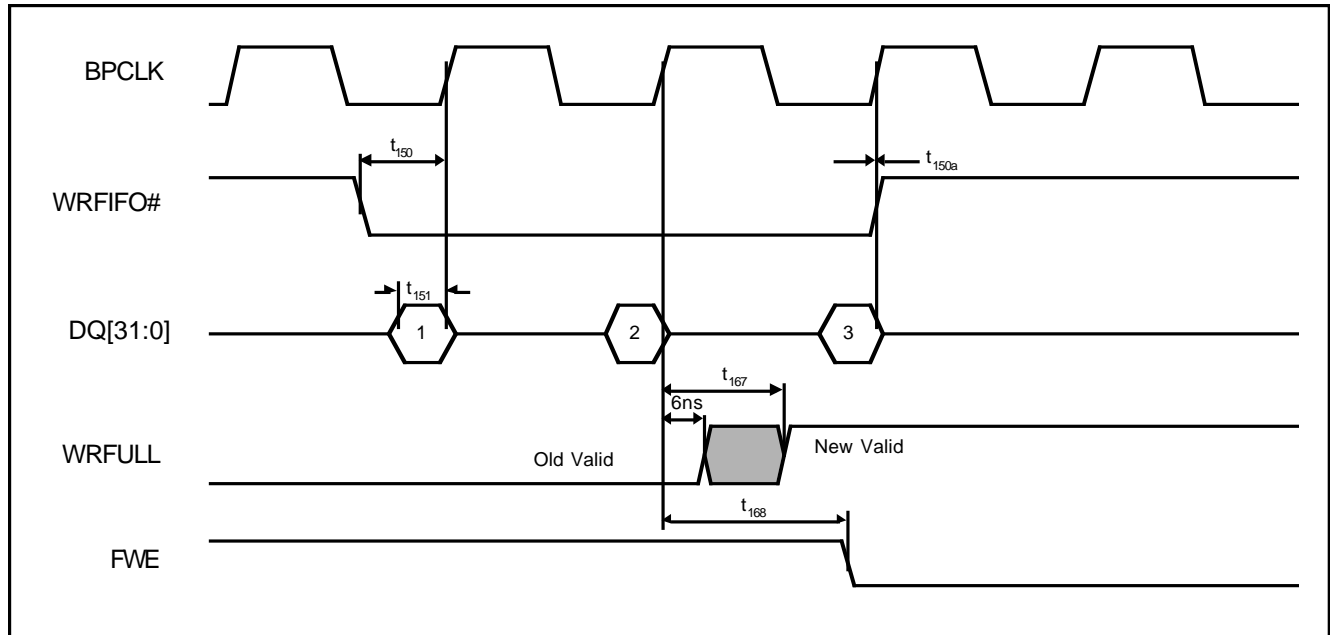 BPCLK
t150
t150a
WRFIFO#
t151
DQ[31:0]
1
2
3
t167
6ns
WRFULL
Old Valid
New Valid
t168
FWE